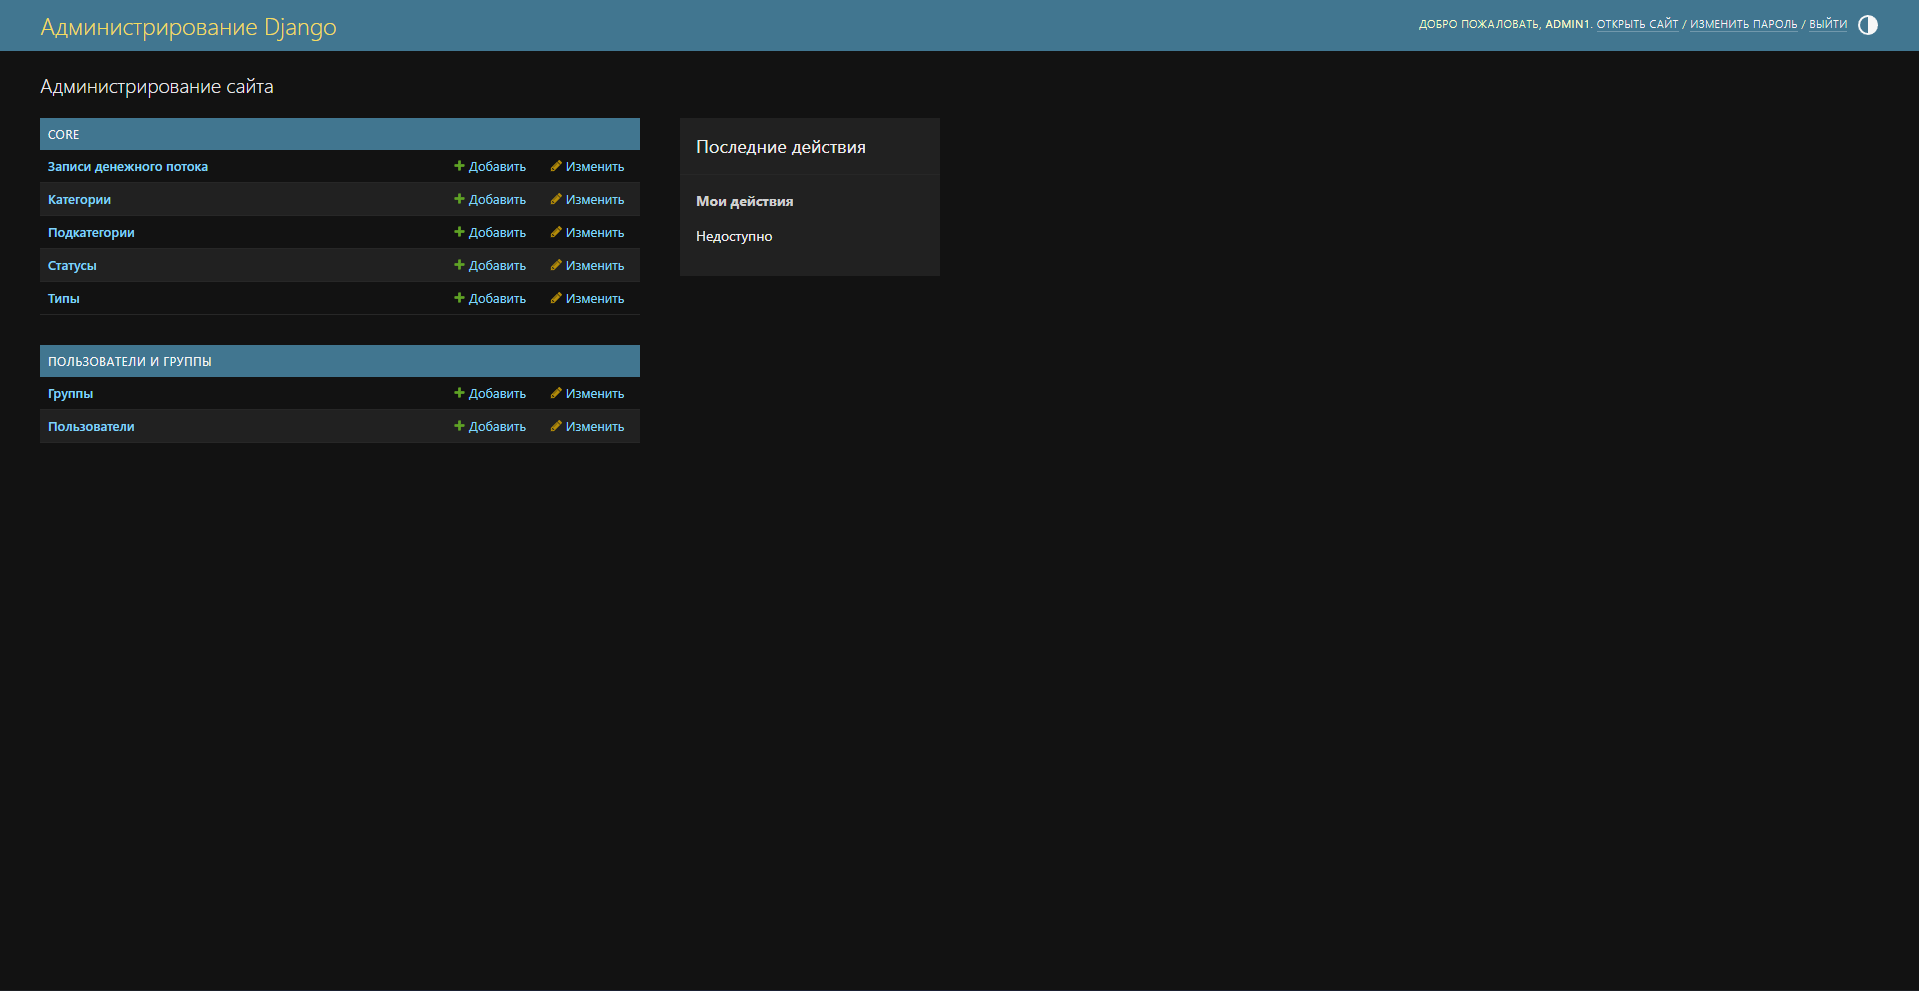 Администрирование Django
ДОБРО ПОЖАЛОВАТЬ, ADMIN1. ОТКРЫТЬ САЙТ / ИЗМЕНИТЬ ПАРОЛЬ / ВЫЙТИ
Администрирование сайта
CORE
Записи денежного потока Добавить Изменить
Категории Добавить Изменить
Подкатегории Добавить Изменить
Статусы Добавить Изменить
Типы Добавить Изменить
ПОЛЬЗОВАТЕЛИ И ГРУППЫ
Группы Добавить Изменить
Пользователи Добавить Изменить
Последние действия
Мои действия
Недоступно